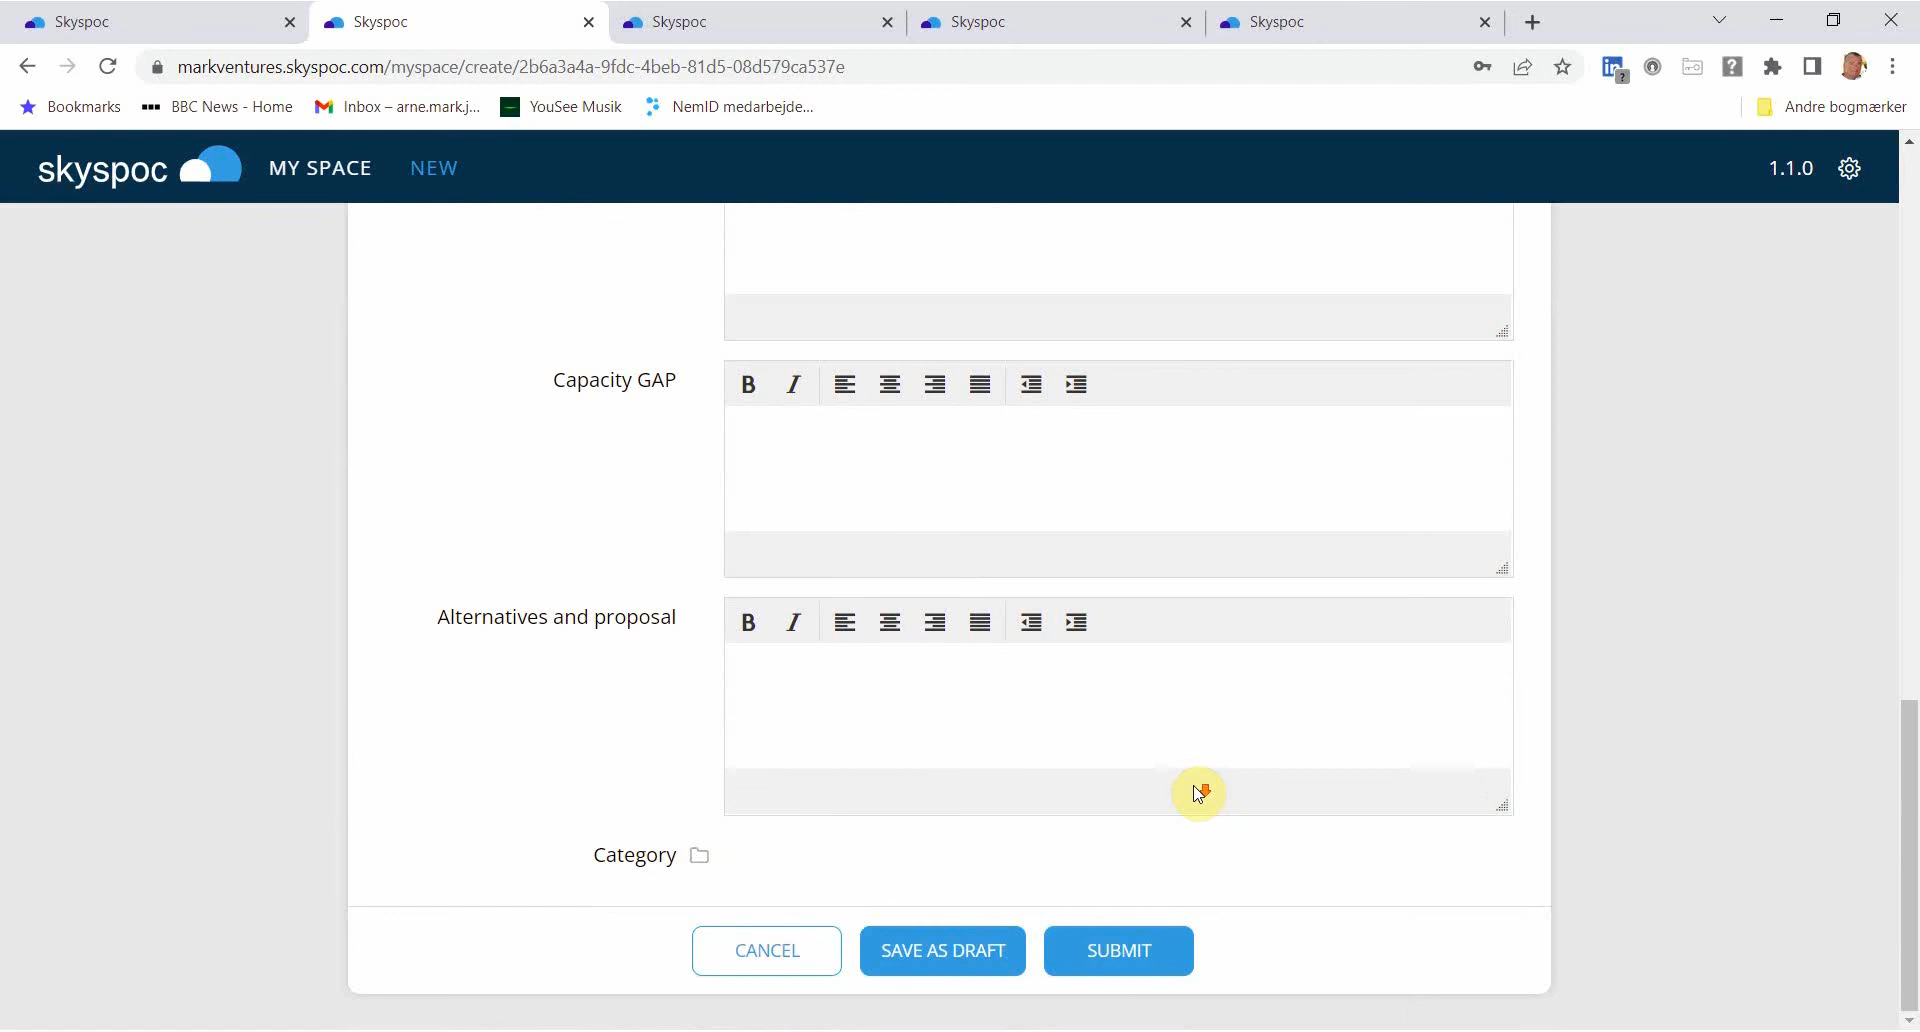 Skyspoc
Skyspoc
Skyspoc
Skyspoc
Skyspoc
markventures.skyspoc.com/myspace/create/2b6a3a4a-9fdc-4beb-81d5-08d579ca537e
Bookmarks
BBC News - Home
Inbox – arne.mark.j...
YouSee Musik
NemID medarbejde...
Andre bogmærker
skyspoc
MY SPACE
NEW
1.1.0
Capacity GAP
B I
Alternatives and proposal
B I
Category
CANCEL
SAVE AS DRAFT
SUBMIT